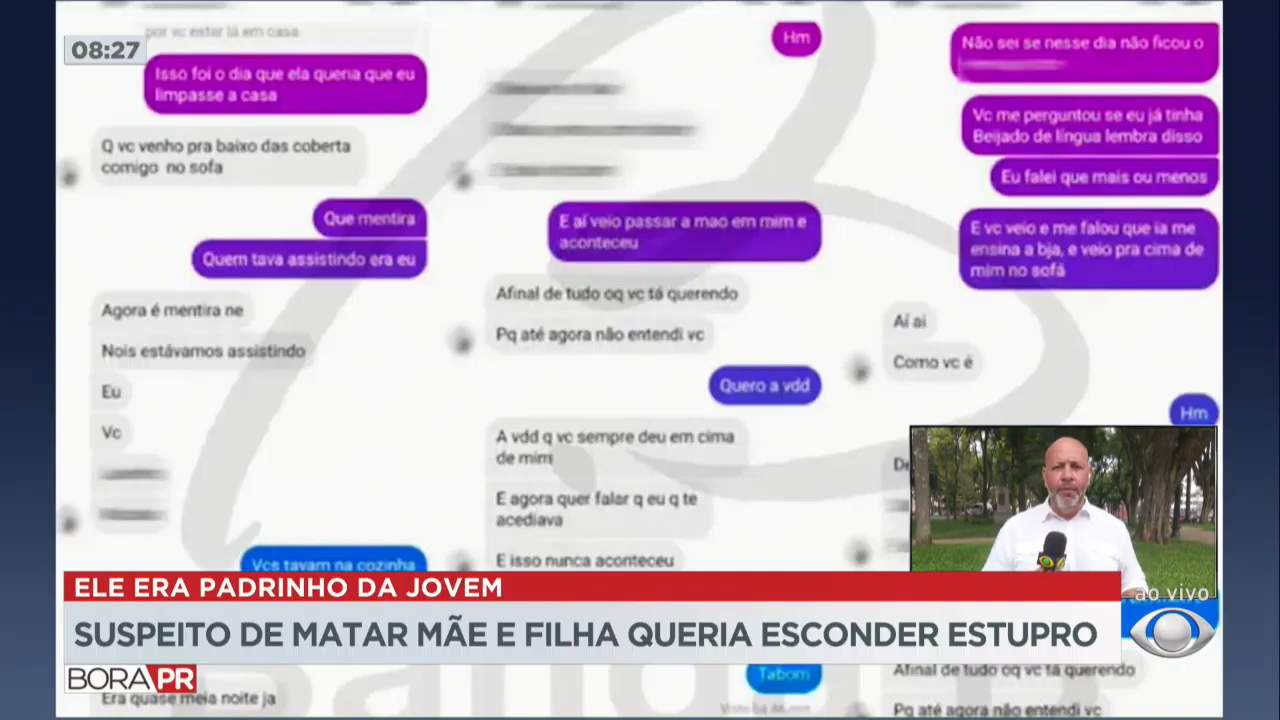 por vc estar lá em casa
08:27
Isso foi o dia que ela queria que eu
limpasse a casa
Q vc venho pra baixo das coberta
comigo no sofa
Que mentira
Quem tava assistindo era eu
Agora é mentira ne
Nois estávamos assistindo
Eu
Vc
Vcs tavam na cozinha
Era quase meia noite ja
Hm
E aí veio passar a mao em mim e
aconteceu
Afinal de tudo oq vc tá querendo
Pq até agora não entendi vc
Quero a vdd
A vdd q vc sempre deu em cima
de mim
E agora quer falar q eu q te
acediava
E isso nunca aconteceu
Tabom
Não sei se nesse dia não ficou o
Vc me perguntou se eu já tinha
Beijado de língua lembra disso
Eu falei que mais ou menos
E vc veio e me falou que ia me
ensina a bja, e veio pra cima de
mim no sofá
Aí ai
Como vc é
Hm
De
ao vivo
Afinal de tudo oq vc tá querendo
Pq até agora não entendi vc
ELE ERA PADRINHO DA JOVEM
SUSPEITO DE MATAR MÃE E FILHA QUERIA ESCONDER ESTUPRO
BORA PR